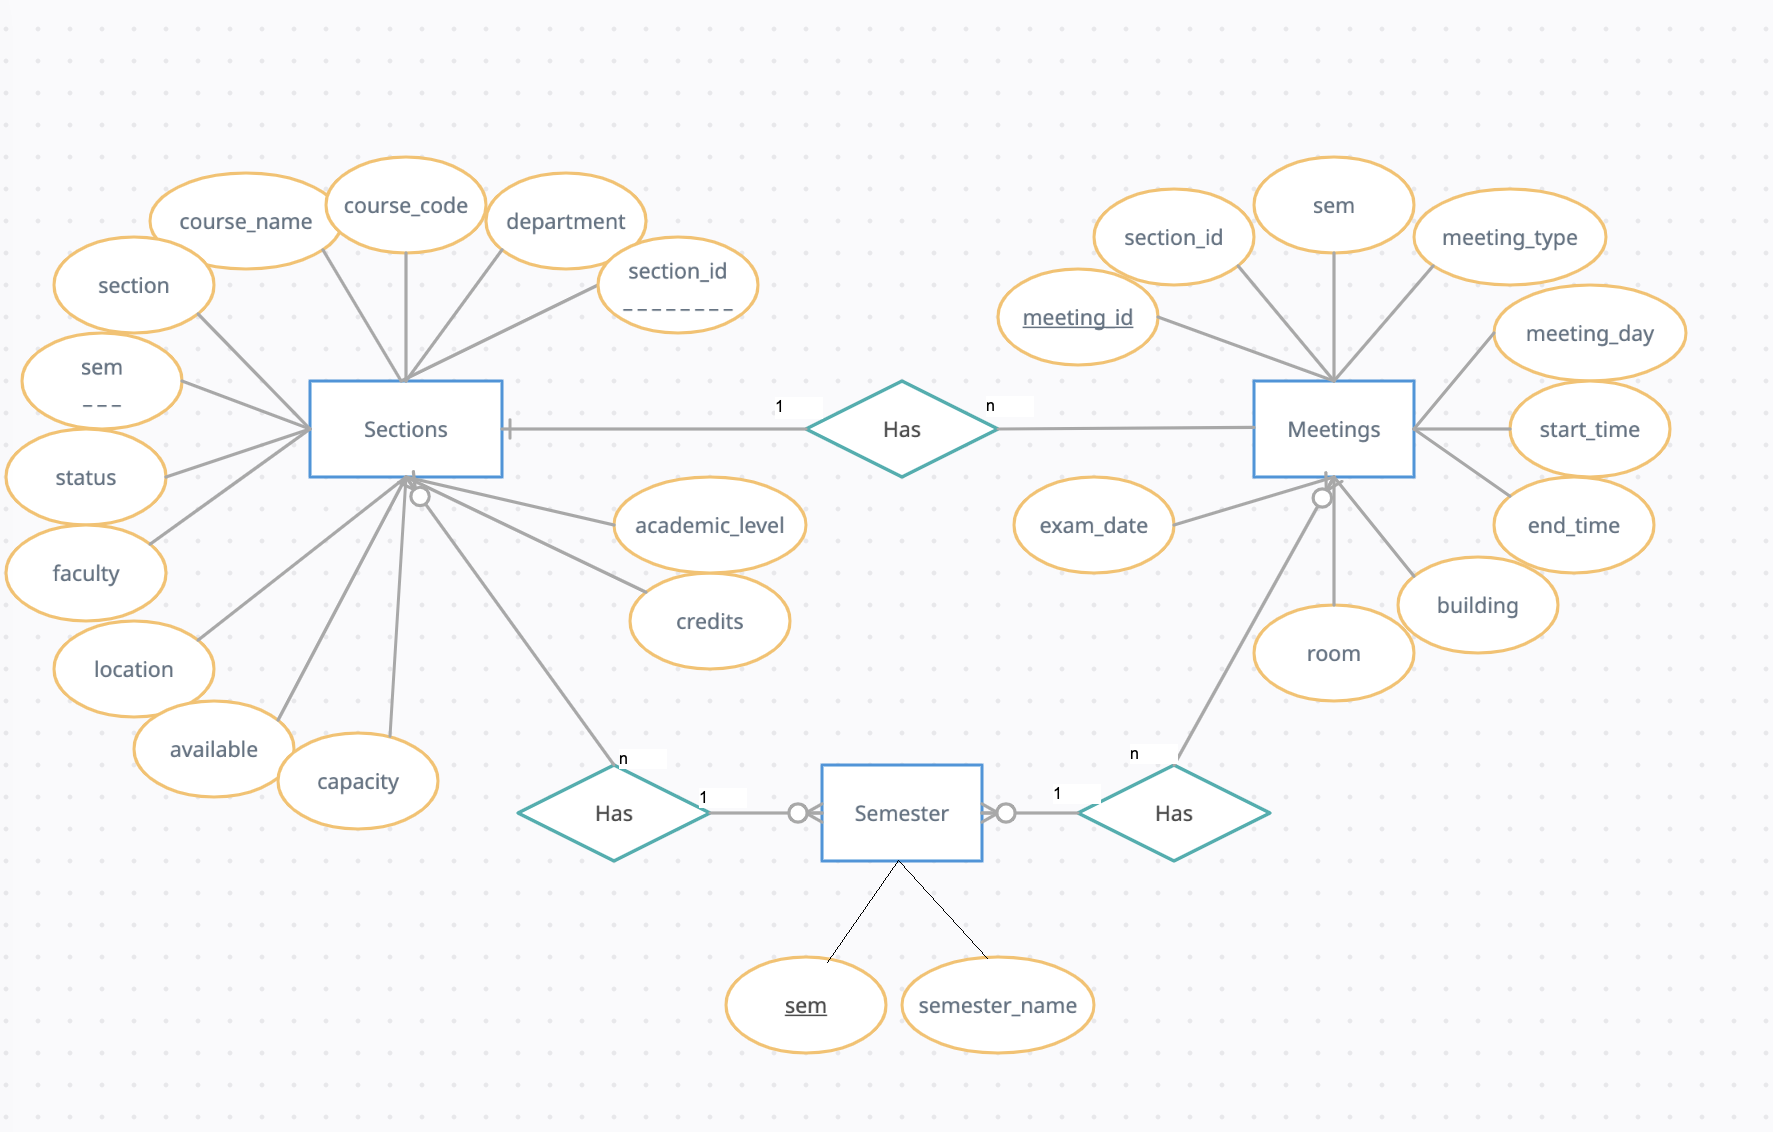 course_name
course_code
department
section
section_id
_ _ _ _ _ _ _ _
sem
_ _ _
status
faculty
location
available
capacity
Sections
academic_level
credits
1
Has
n
sem
section_id
meeting_type
meeting_id
meeting_day
Meetings
start_time
exam_date
end_time
building
room
n
Has
1
Semester
1
n
Has
sem
semester_name